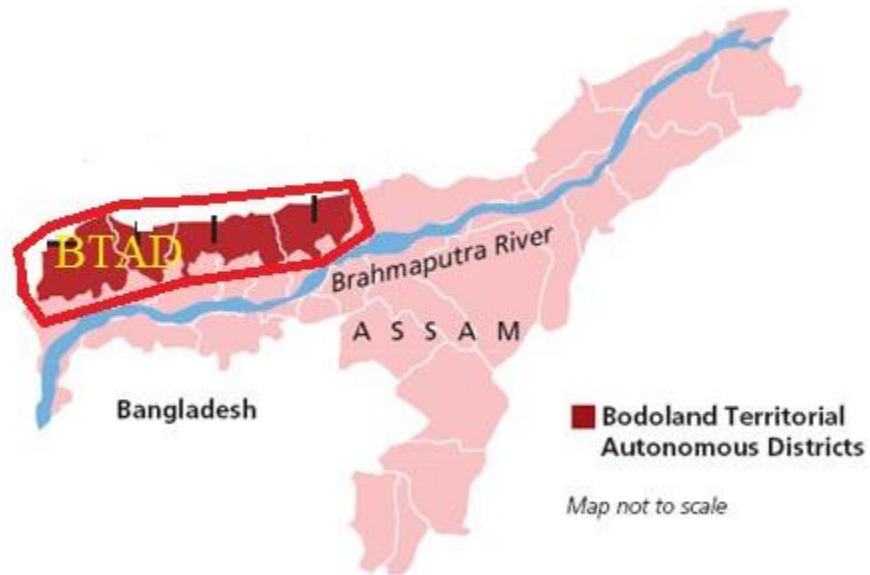 BTAD
Brahmaputra River
A S S A M
Bangladesh
Bodoland Territorial
Autonomous Districts
Map not to scale